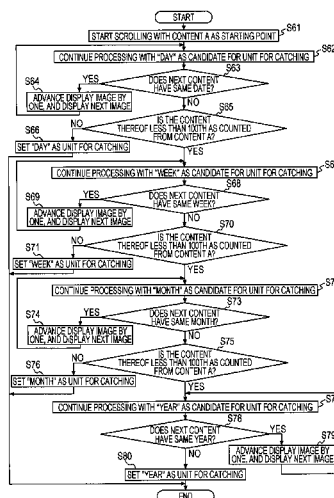 START
S61
START SCROLLING WITH CONTENT A AS STARTING POINT
S62
CONTINUE PROCESSING WITH "DAY" AS CANDIDATE FOR UNIT FOR CATCHING
S63
DOES NEXT CONTENT
HAVE SAME DATE?
YES
NO
S64
ADVANCE DISPLAY IMAGE BY
ONE, AND DISPLAY NEXT IMAGE
S65
IS THE CONTENT
THEREOF LESS THAN 100TH AS COUNTED
FROM CONTENT A?
NO
YES
S66
SET "DAY" AS UNIT FOR CATCHING
CONTINUE PROCESSING WITH "WEEK" AS CANDIDATE FOR UNIT FOR CATCHING
S68
DOES NEXT CONTENT
HAVE SAME WEEK?
YES
NO
S69
ADVANCE DISPLAY IMAGE BY
ONE, AND DISPLAY NEXT IMAGE
S70
IS THE CONTENT
THEREOF LESS THAN 100TH AS COUNTED
FROM CONTENT A?
NO
YES
S71
SET "WEEK" AS UNIT FOR CATCHING
CONTINUE PROCESSING WITH "MONTH" AS CANDIDATE FOR UNIT FOR CATCHING
S73
DOES NEXT CONTENT
HAVE SAME MONTH?
YES
NO
S74
ADVANCE DISPLAY IMAGE BY
ONE, AND DISPLAY NEXT IMAGE
S75
IS THE CONTENT
THEREOF LESS THAN 100TH AS COUNTED
FROM CONTENT A?
NO
YES
S76
SET "MONTH" AS UNIT FOR CATCHING
CONTINUE PROCESSING WITH "YEAR" AS CANDIDATE FOR UNIT FOR CATCHING
S78
DOES NEXT CONTENT
HAVE SAME YEAR?
YES
NO
S79
ADVANCE DISPLAY IMAGE
BY ONE, AND DISPLAY NEXT IMAGE
S80
SET "YEAR" AS UNIT FOR CATCHING
END